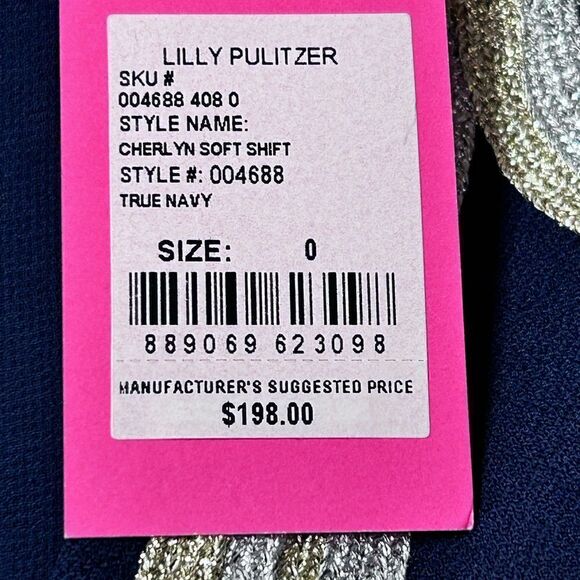 LILLY PULITZER
SKU #
004688 408 0
STYLE NAME:
CHERLYN SOFT SHIFT
STYLE #: 004688
TRUE NAVY
SIZE: 0
889069 623098
MANUFACTURER'S SUGGESTED PRICE
$198.00